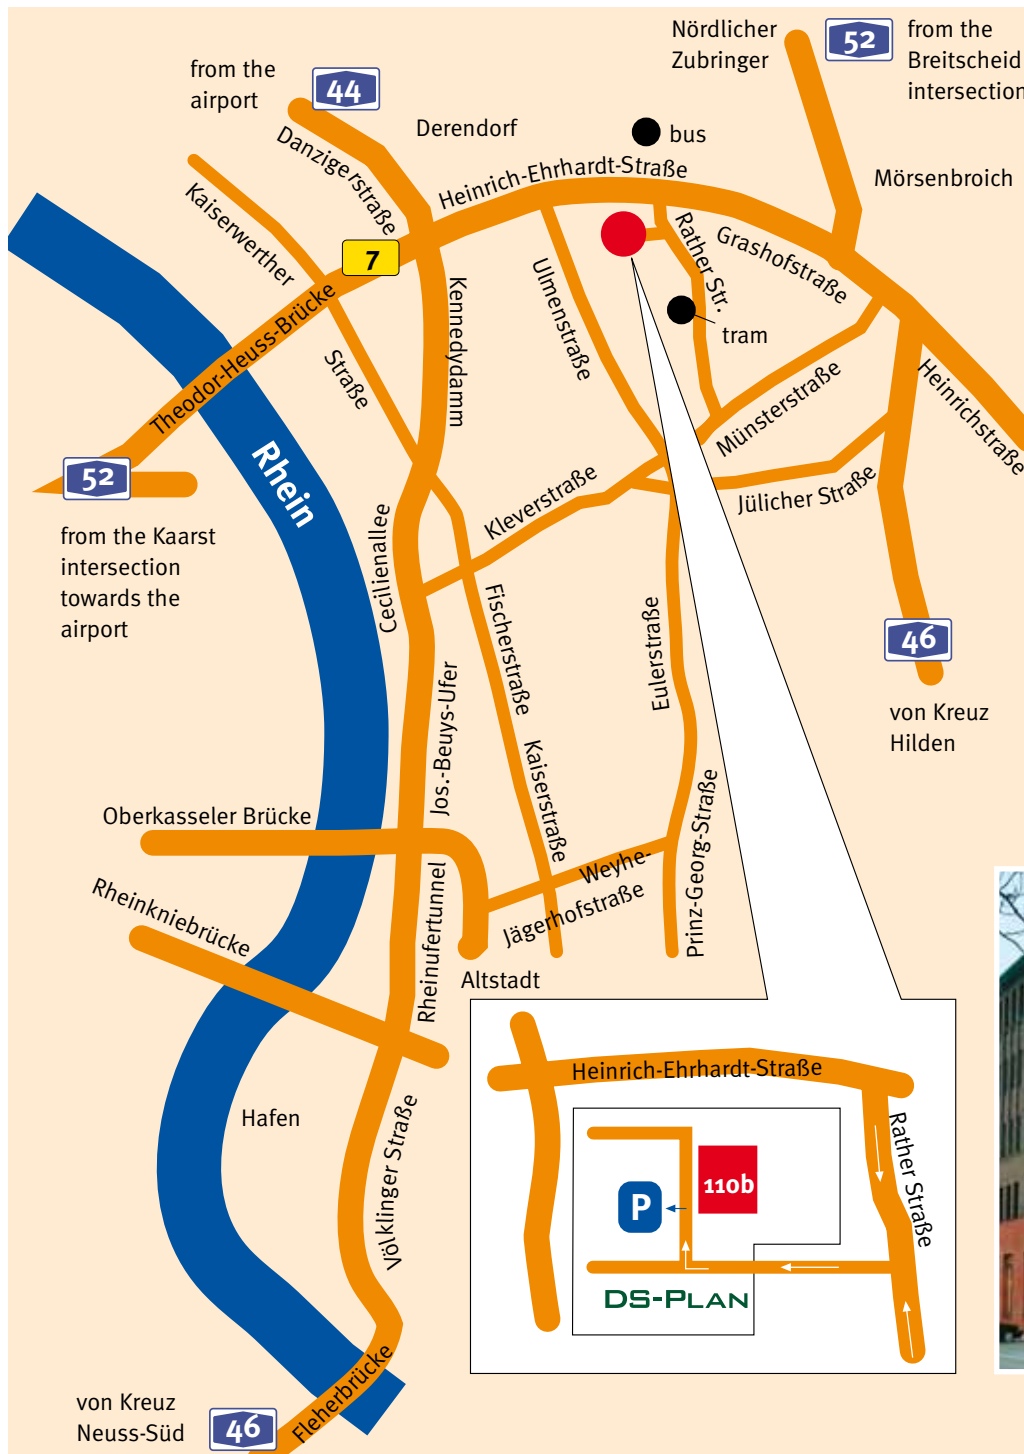 Nördlicher
Zubringer
52
from the
Breitscheid
intersection
from the
airport
44
Derendorf
bus
Danzigerstraße
Heinrich-Ehrhardt-Straße
Mörsenbroich
Kaiserwerther
Straße
7
Rather Str.
Grashofstraße
Ulmenstraße
Kennedydamm
tram
Theodor-Heuss-Brücke
Münsterstraße
Heinrichstraße
Rhein
52
Kleverstraße
Jülicher Straße
from the Kaarst
intersection
towards the
airport
Cecilienallee
Fischerstraße
Eulerstraße
46
von Kreuz
Hilden
Jos.-Beuys-Ufer
Kaiserstraße
Prinz-Georg-Straße
Oberkasseler Brücke
Weyhe-
Jägerhofstraße
Rheinkniebrücke
Rheinufertunnel
Altstadt
Heinrich-Ehrhardt-Straße
Hafen
Völklinger Straße
Rather Straße
110b
P
DS-PLAN
Fleherbrücke
von Kreuz
Neuss-Süd
46